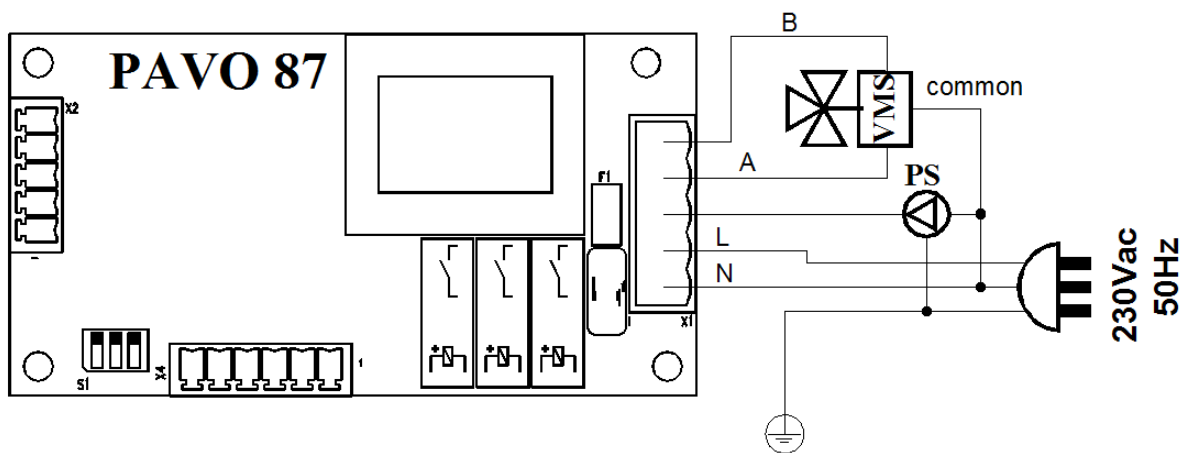 B
PAVO 87
X2
VMS
common
A
F1
PS
L
N
230Vac
50Hz
X1
S1
X4
1